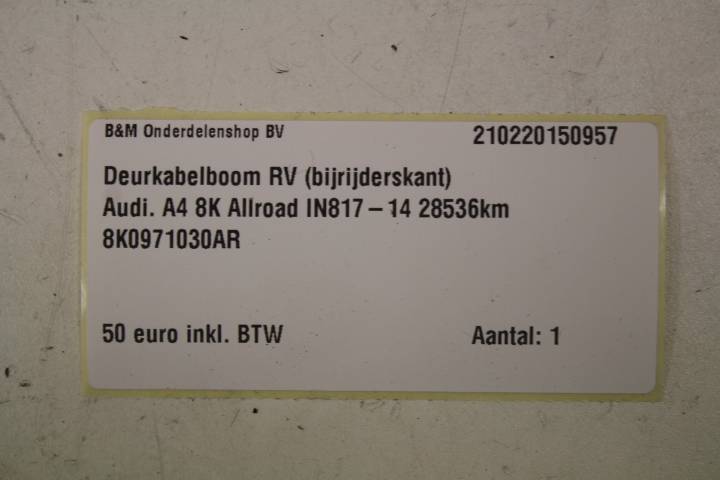 B&M Onderdelenshop BV 210220150957
Deurkabelboom RV (bijrijderskant)
Audi. A4 8K Allroad IN817 – 14 28536km
8K0971030AR
50 euro inkl. BTW Aantal: 1